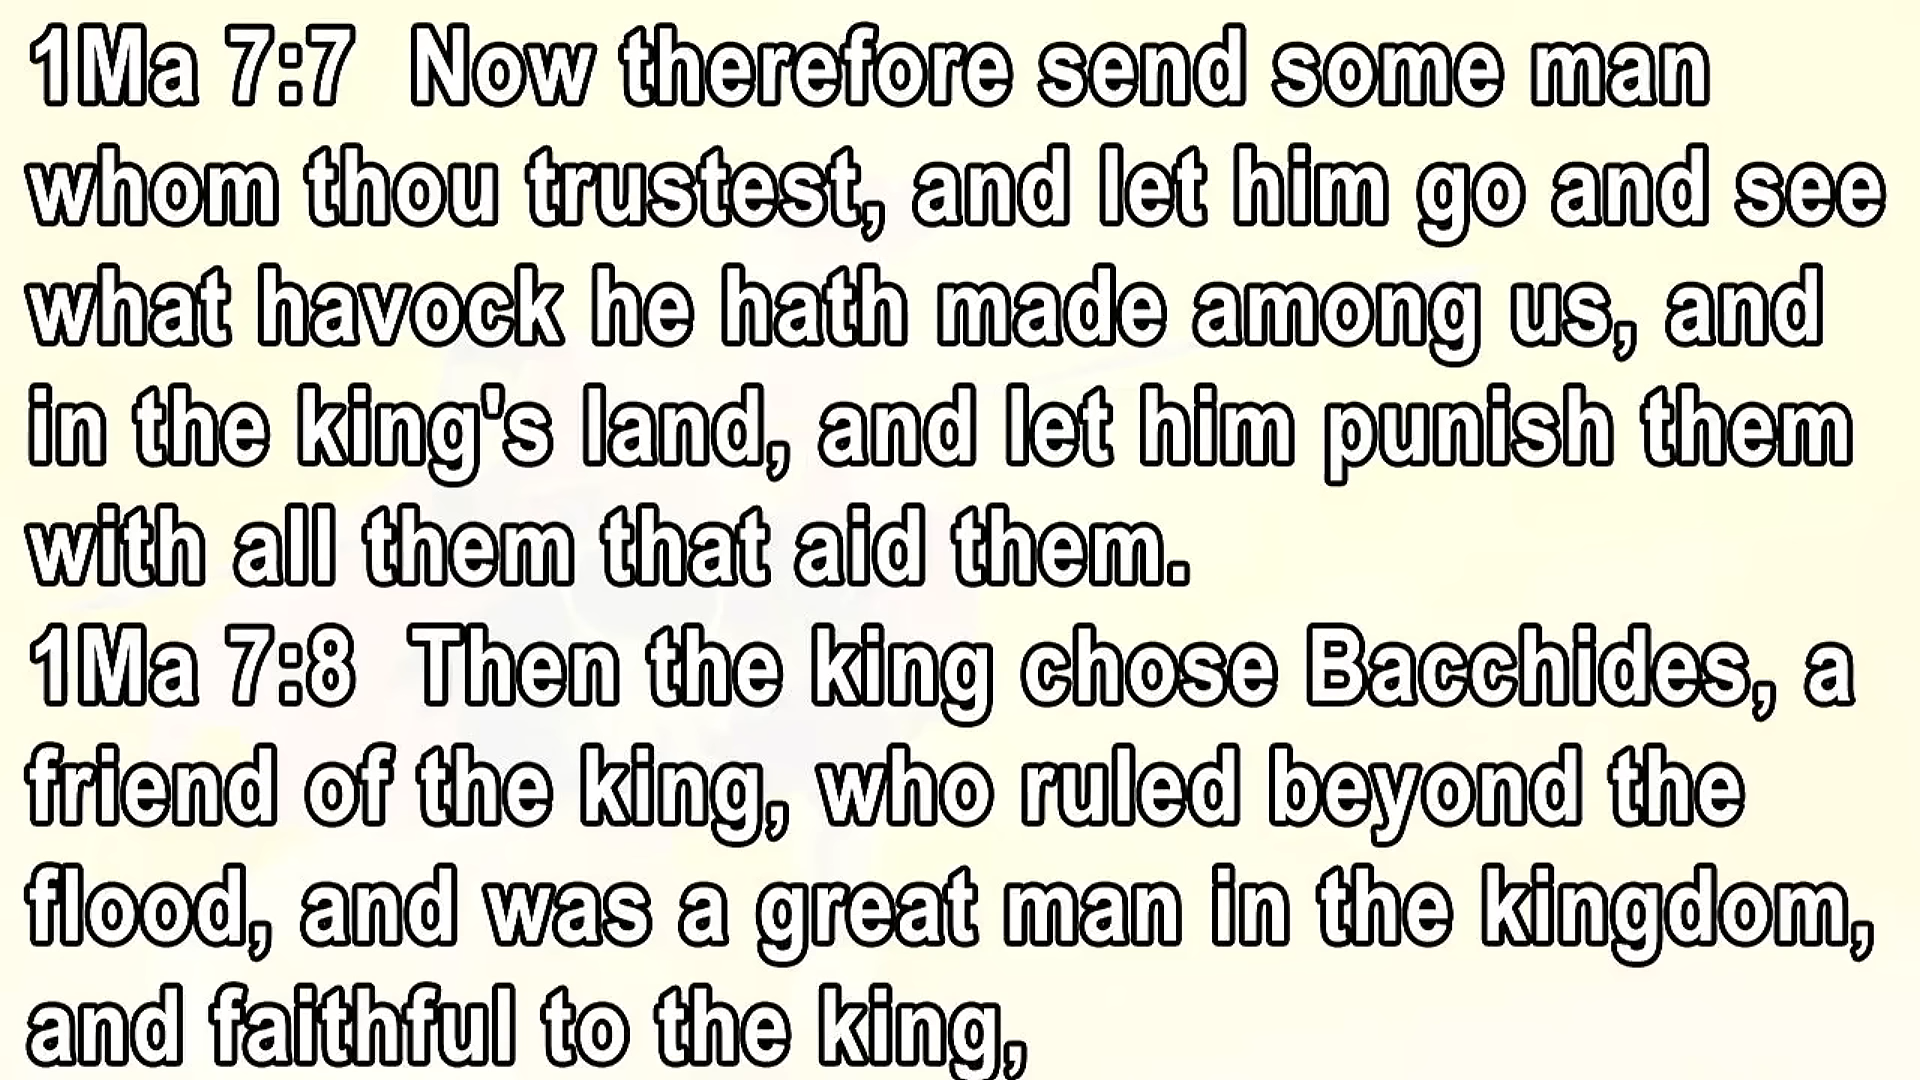 1Ma 7:7  Now therefore send some man
whom thou trustest, and let him go and see
what havock he hath made among us, and
in the king's land, and let him punish them
with all them that aid them.
1Ma 7:8  Then the king chose Bacchides, a
friend of the king, who ruled beyond the
flood, and was a great man in the kingdom,
and faithful to the king,